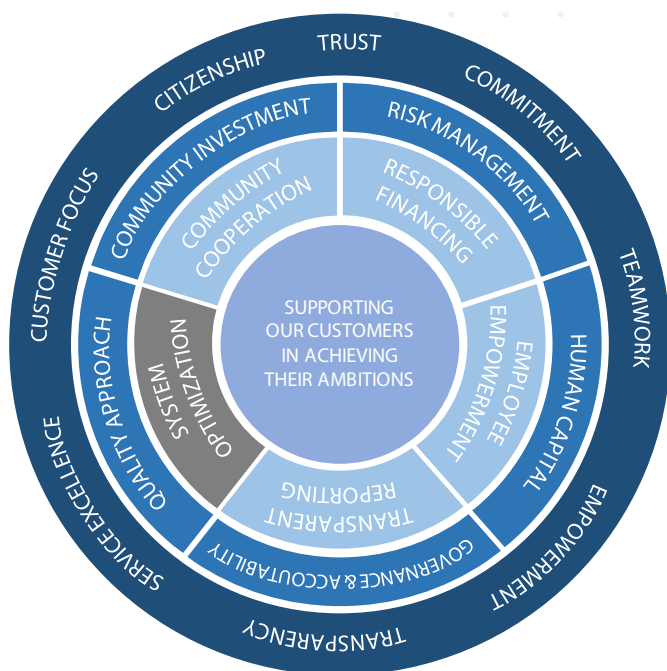 TRUST
COMMITMENT
TEAMWORK
EMPOWERMENT
TRANSPARENCY
SERVICE EXCELLENCE
CUSTOMER FOCUS
CITIZENSHIP
RISK MANAGEMENT
HUMAN CAPITAL
GOVERNANCE & ACCOUTABILITY
QUALITY APPROACH
COMMUNITY INVESTMENT
RESPONSIBLE
FINANCING
EMPLOYEE
EMPOWERMENT
TRANSPARENT
REPORTING
SYSTEM
OPTIMIZATION
COMMUNITY
COOPERATION
SUPPORTING
OUR CUSTOMERS
IN ACHIEVING
THEIR AMBITIONS